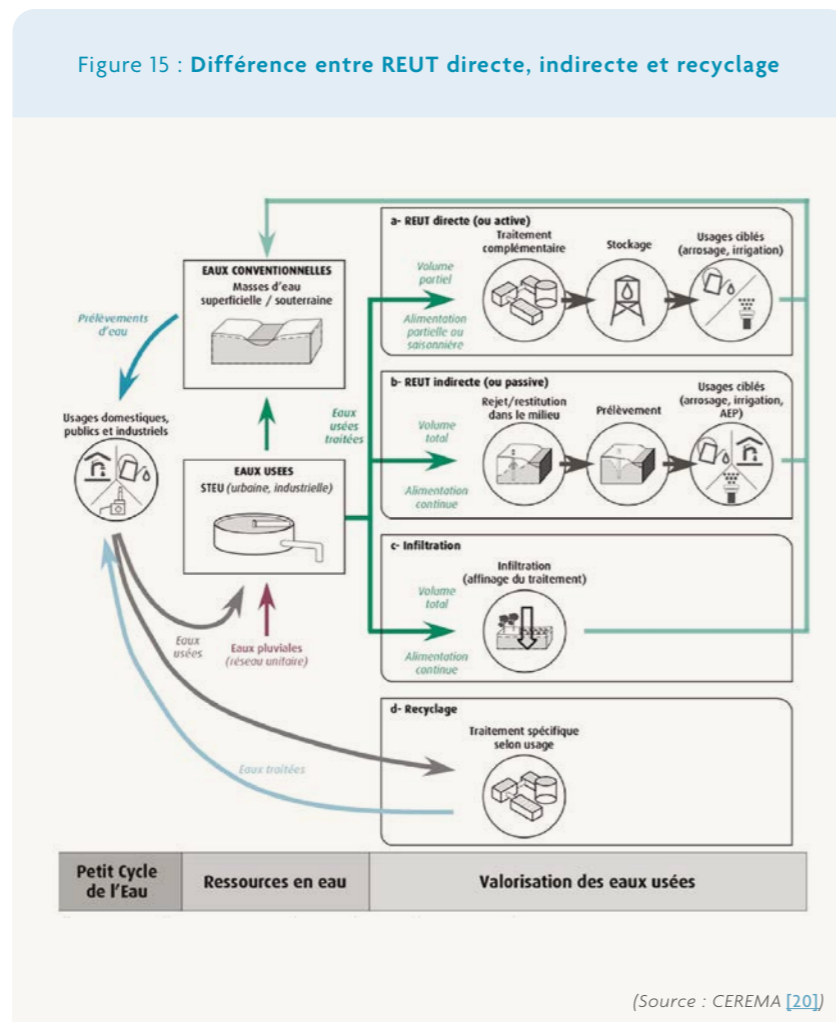 Figure 15 : Différence entre REUT directe, indirecte et recyclage
a- REUT directe (ou active)
Traitement
complémentaire
Stockage
Usages ciblés
(arrosage, irrigation)
Volume
partiel
Alimentation
partielle ou
saisonnière
EAUX CONVENTIONNELLES
Masses d'eau
superficielle / souterraine
Prélèvements
d'eau
b- REUT indirecte (ou passive)
Rejet/restitution
dans le milieu
Prélèvement
Usages ciblés
(arrosage, irrigation,
AEP)
Volume
total
Alimentation
continue
Eaux
usées
traitées
Usages domestiques,
publics et industriels
EAUX USEES
STEU (urbaine, industrielle)
c- Infiltration
Infiltration
(affinage du traitement)
Volume
total
Alimentation
continue
Eaux
usées
Eaux pluviales
(réseau unitaire)
d- Recyclage
Traitement spécifique
selon usage
Eaux traitées
Petit Cycle
de l'Eau
Ressources en eau
Valorisation des eaux usées
(Source : CEREMA [20])